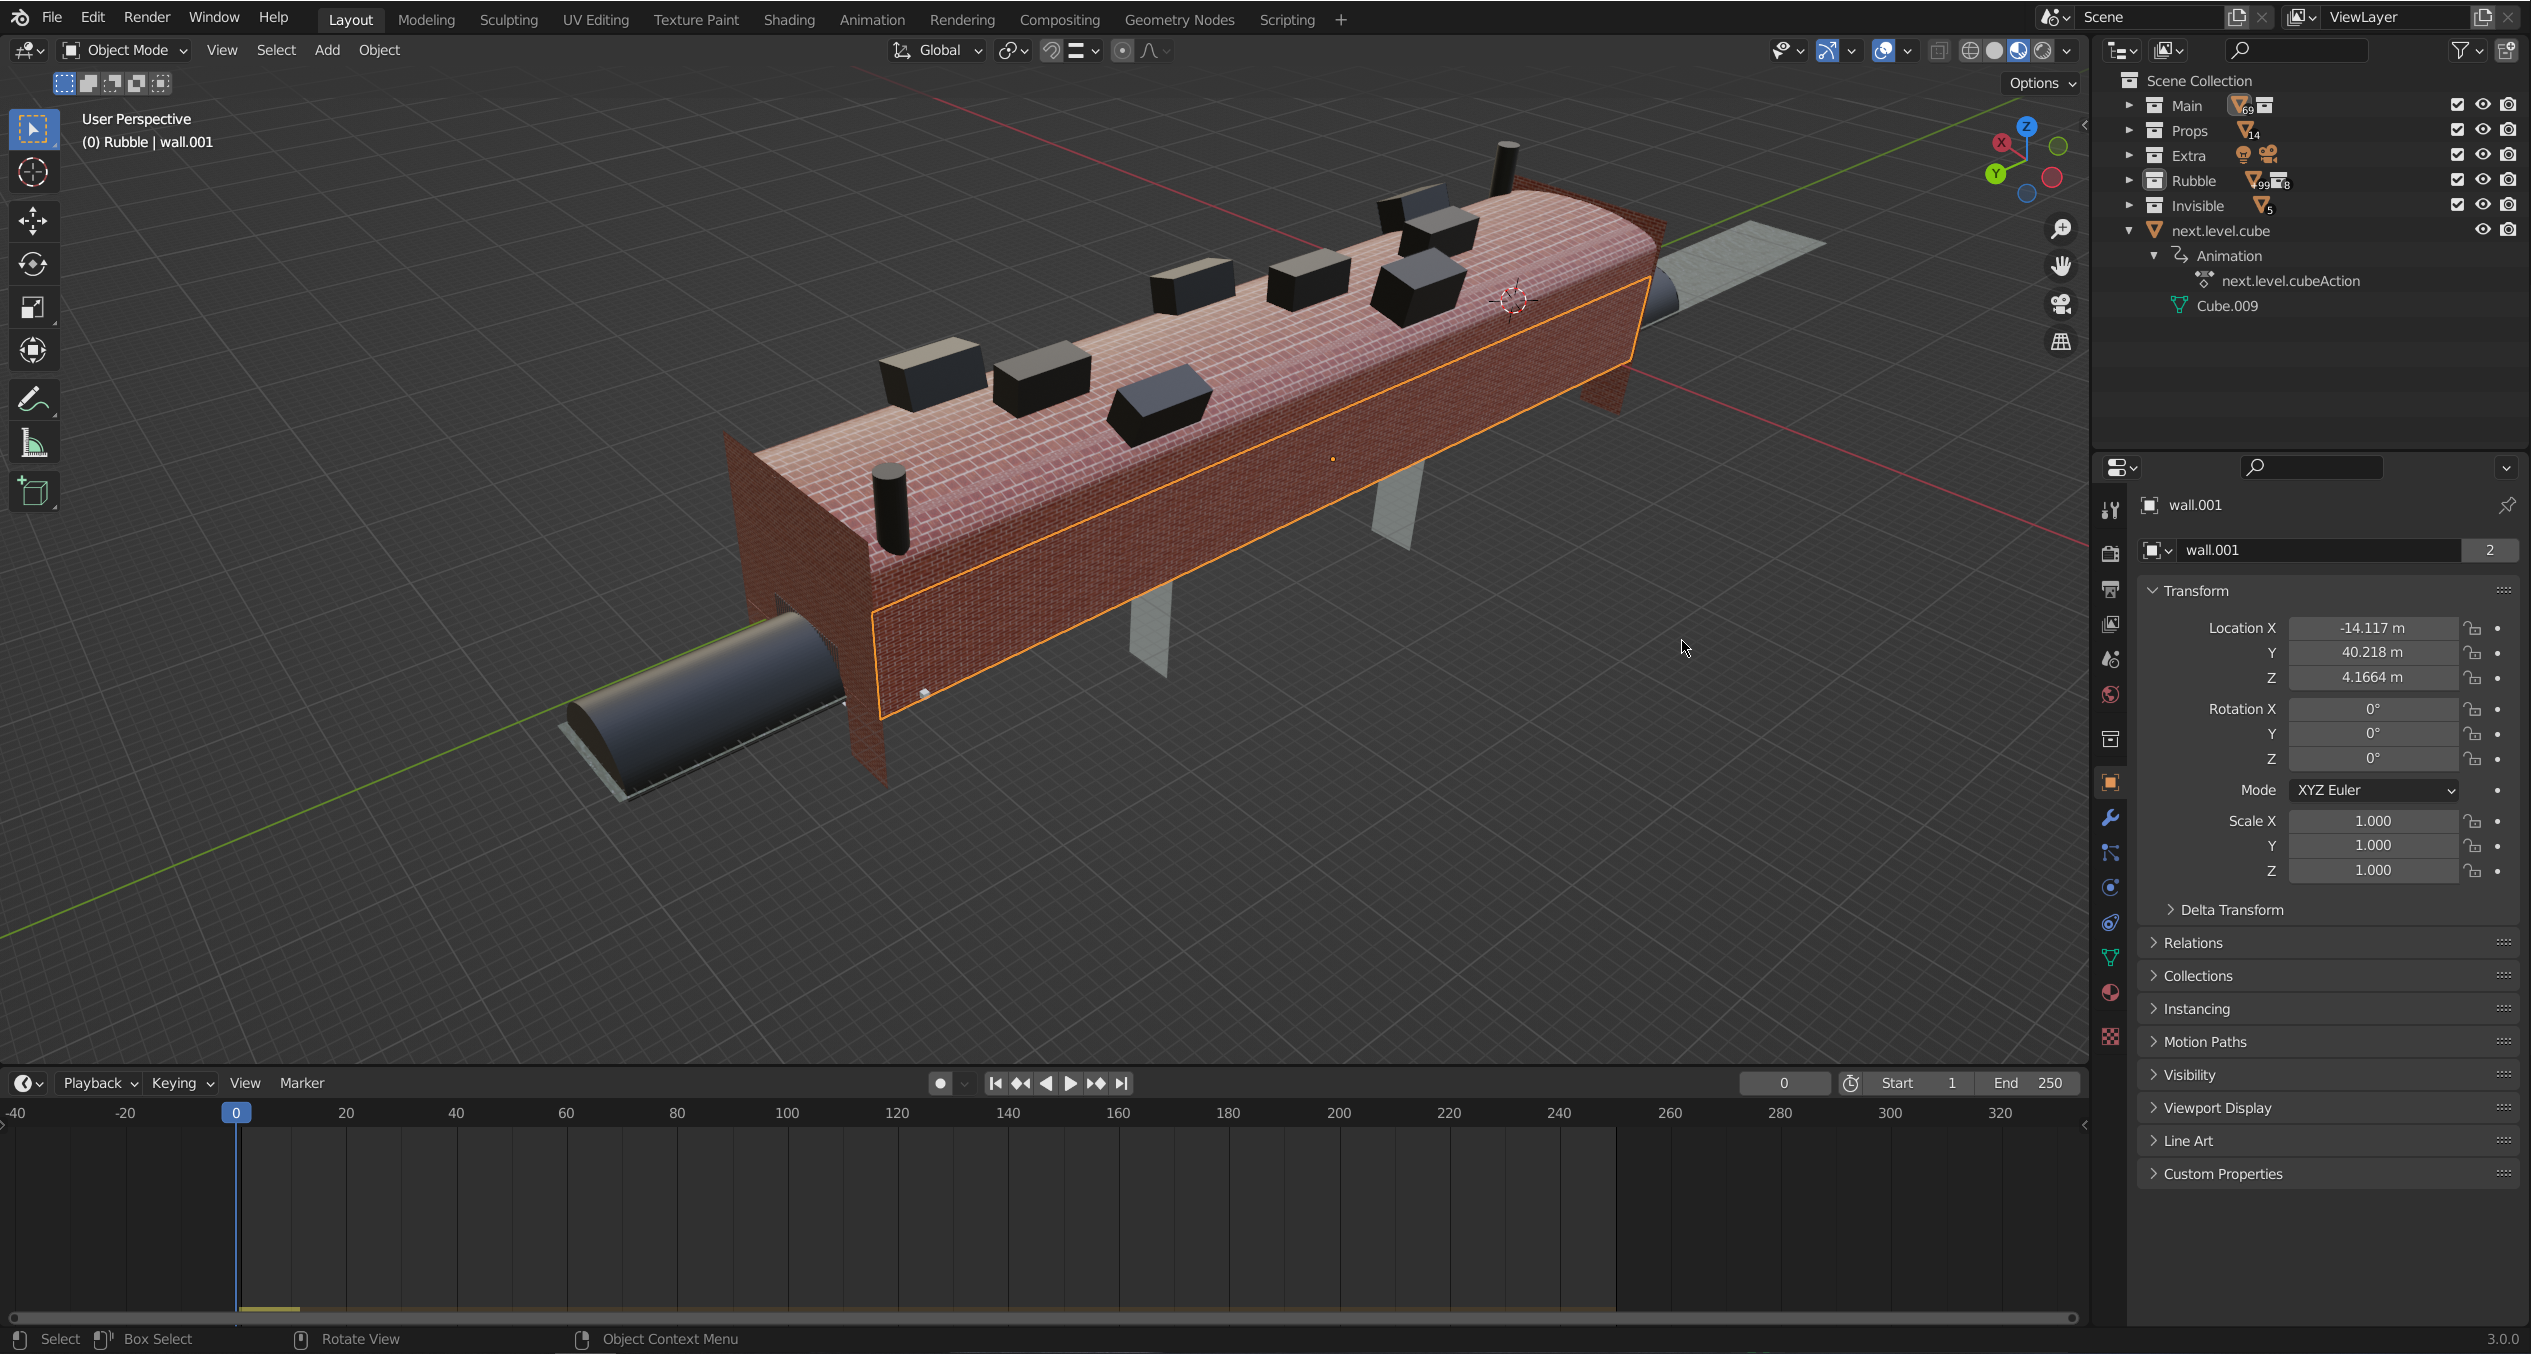 File Edit Render Window Help Layout Modeling Sculpting UV Editing Texture Paint Shading Animation Rendering Compositing Geometry Nodes Scripting + Scene ViewLayer
Object Mode View Select Add Object Global
Options
User Perspective
(0) Rubble | wall.001
X
Y
Z
Scene Collection
Main 69
Props 14
Extra
Rubble +99 8
Invisible 5
next.level.cube
Animation
next.level.cubeAction
Cube.009
wall.001
wall.001 2
Transform
Location X -14.117 m
Y 40.218 m
Z 4.1664 m
Rotation X 0°
Y 0°
Z 0°
Mode XYZ Euler
Scale X 1.000
Y 1.000
Z 1.000
Delta Transform
Relations
Collections
Instancing
Motion Paths
Visibility
Viewport Display
Line Art
Custom Properties
Playback Keying View Marker 0 Start 1 End 250
-40 -20 0 20 40 60 80 100 120 140 160 180 200 220 240 260 280 300 320
Select Box Select Rotate View Object Context Menu 3.0.0